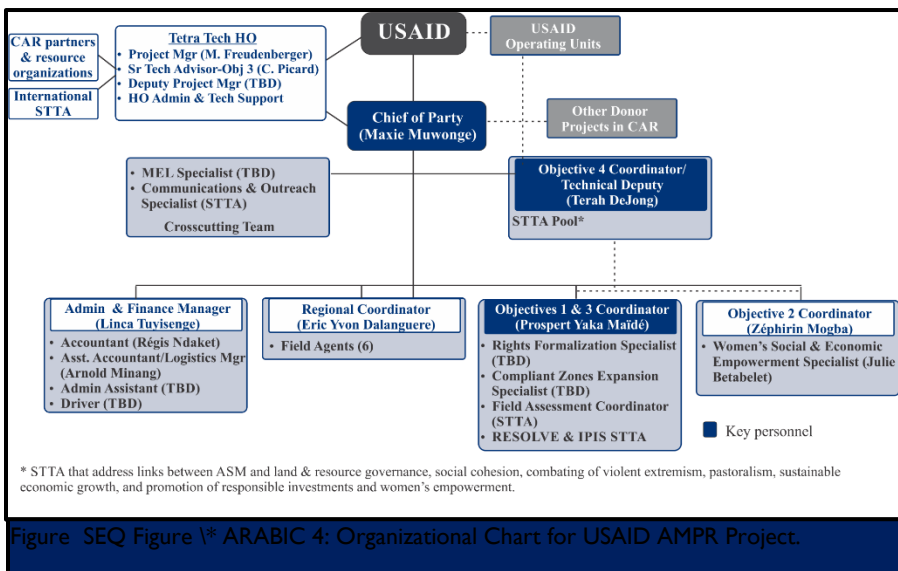 CAR partners
& resource
organizations
International
STTA
Tetra Tech HO
• Project Mgr (M. Freudenberger)
• Sr Tech Advisor-Obj 3 (C. Picard)
• Deputy Project Mgr (TBD)
• HO Admin & Tech Support
USAID
USAID
Operating Units
Chief of Party
(Maxie Muwonge)
Other Donor
Projects in CAR
• MEL Specialist (TBD)
• Communications & Outreach
Specialist (STTA)
Crosscutting Team
Objective 4 Coordinator/
Technical Deputy
(Terah DeJong)
STTA Pool*
Admin & Finance Manager
(Linca Tuyisenge)
• Accountant (Régis Ndaket)
• Asst. Accountant/Logistics Mgr
(Arnold Minang)
• Admin Assistant (TBD)
• Driver (TBD)
Regional Coordinator
(Eric Yvon Dalanguere)
• Field Agents (6)
Objectives 1 & 3 Coordinator
(Prospert Yaka Maïdé)
• Rights Formalization Specialist
(TBD)
• Compliant Zones Expansion
Specialist (TBD)
• Field Assessment Coordinator
(STTA)
• RESOLVE & IPIS STTA
Objective 2 Coordinator
(Zéphirin Mogba)
• Women's Social & Economic
Empowerment Specialist (Julie
Betabelet)
Key personnel
* STTA that address links between ASM and land & resource governance, social cohesion, combating of violent extremism, pastoralism, sustainable
economic growth, and promotion of responsible investments and women's empowerment.
Figure SEQ Figure \* ARABIC 4: Organizational Chart for USAID AMPR Project.